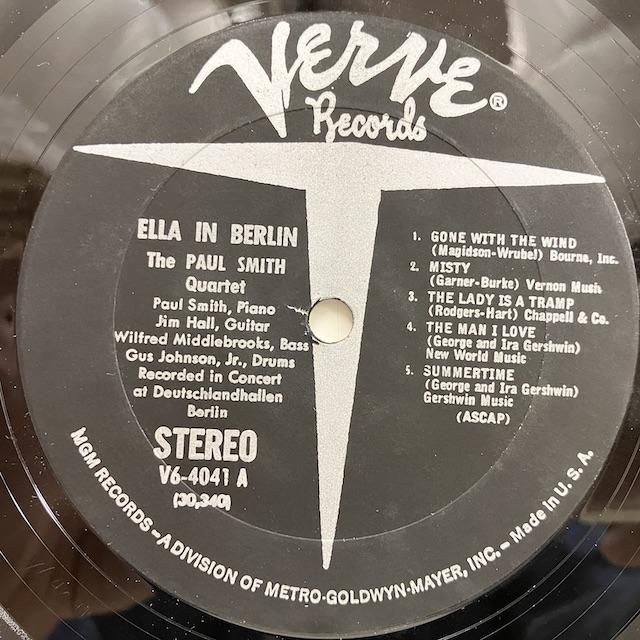 Verve®
Records
ELLA IN BERLIN
The PAUL SMITH
Quartet
Paul Smith, Piano
Jim Hall, Guitar
Wilfred Middlebrooks, Bass
Gus Johnson, Jr., Drums
Recorded in Concert
at Deutschlandhallen
Berlin
STEREO
V6-4041 A
(30,340)
1. GONE WITH THE WIND
(Magidson-Wrubel) Bourne, Inc.
2. MISTY
(Garner-Burke) Vernon Music
3. THE LADY IS A TRAMP
(Rodgers-Hart) Chappell & Co.
4. THE MAN I LOVE
(George and Ira Gershwin)
New World Music
5. SUMMERTIME
(George and Ira Gershwin)
Gershwin Music
(ASCAP)
MGM RECORDS – A DIVISION OF METRO-GOLDWYN-MAYER, INC. – Made in U.S.A.